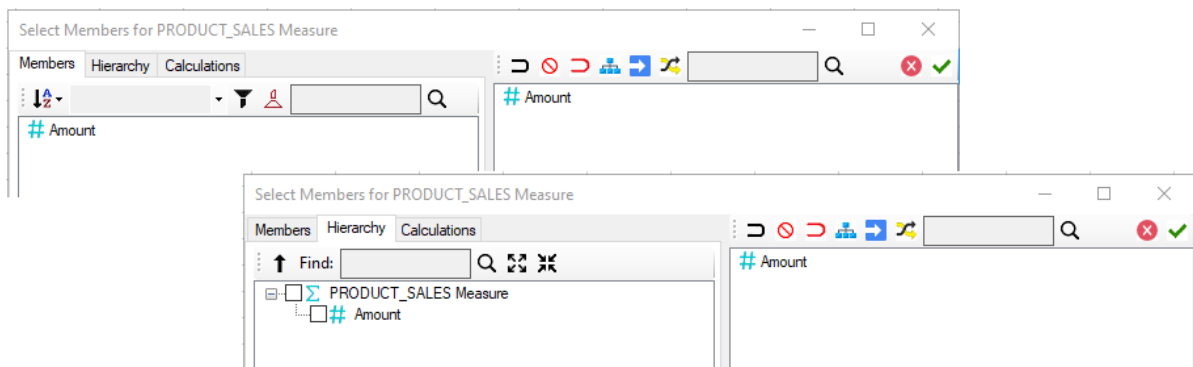 Select Members for PRODUCT_SALES Measure
Members Hierarchy Calculations
Amount
Amount
Select Members for PRODUCT_SALES Measure
Members Hierarchy Calculations
Find:
PRODUCT_SALES Measure
Amount
Amount